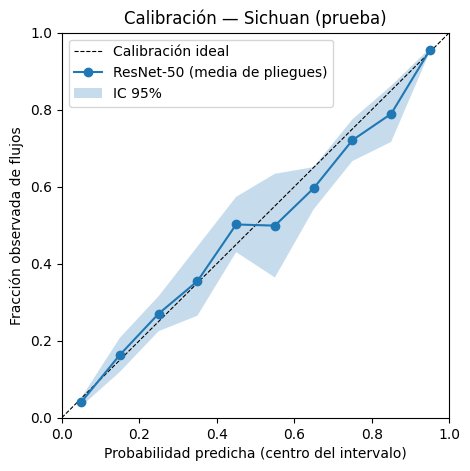 Calibración — Sichuan (prueba)
Calibración ideal
ResNet-50 (media de pliegues)
IC 95%
Fracción observada de flujos
1.0
0.8
0.6
0.4
0.2
0.0
0.0 0.2 0.4 0.6 0.8 1.0
Probabilidad predicha (centro del intervalo)